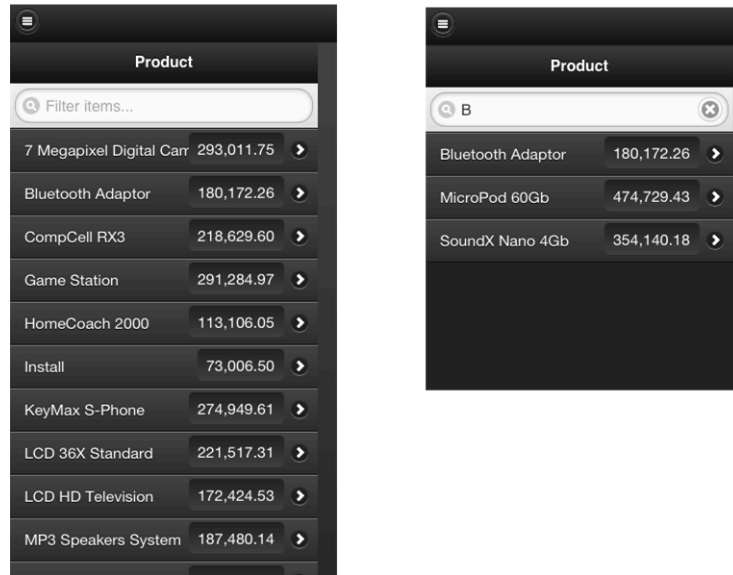 Product
Filter items...
7 Megapixel Digital Cam 293,011.75
Bluetooth Adaptor 180,172.26
CompCell RX3 218,629.60
Game Station 291,284.97
HomeCoach 2000 113,106.05
Install 73,006.50
KeyMax S-Phone 274,949.61
LCD 36X Standard 221,517.31
LCD HD Television 172,424.53
MP3 Speakers System 187,480.14
Product
B
Bluetooth Adaptor 180,172.26
MicroPod 60Gb 474,729.43
SoundX Nano 4Gb 354,140.18